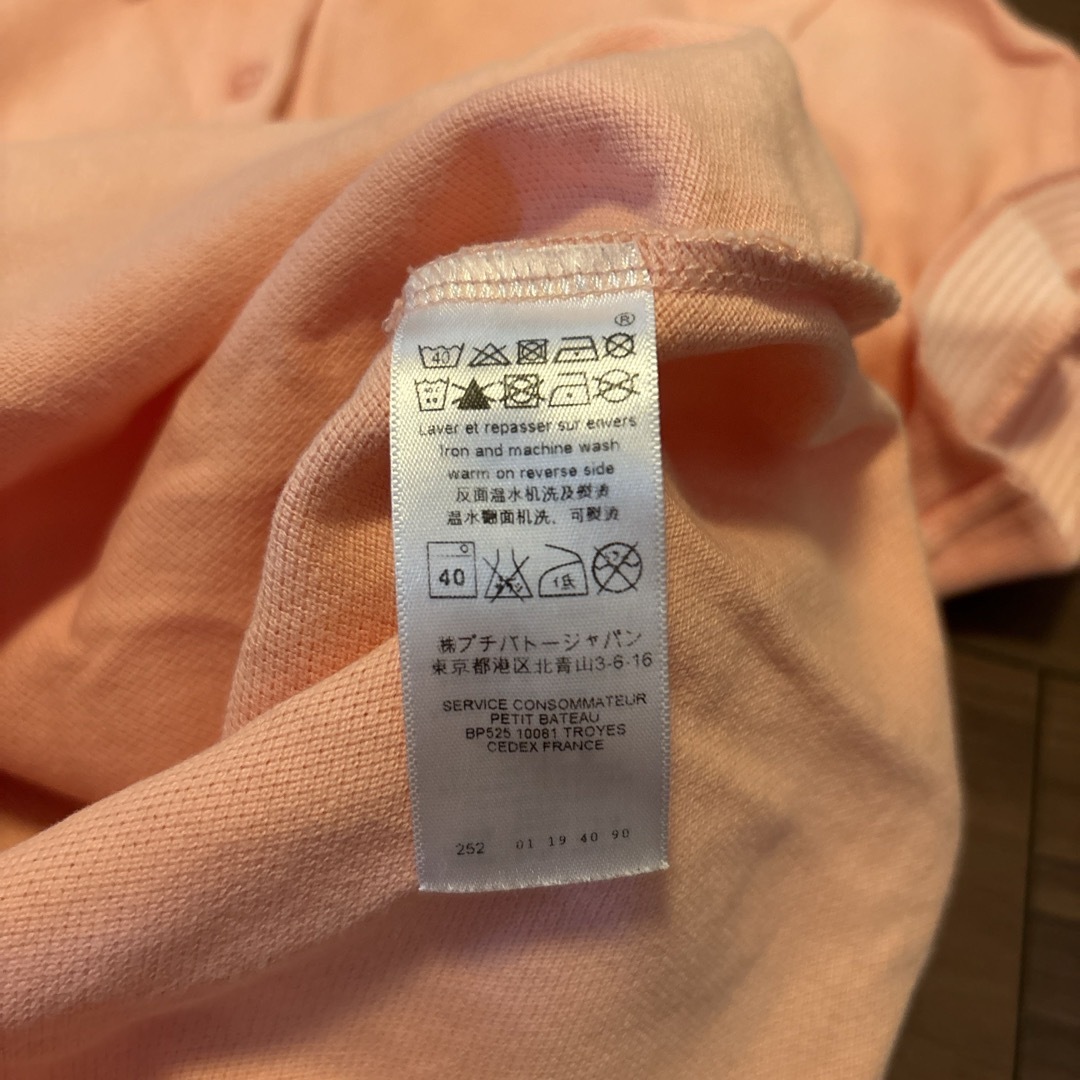 ®
40
40
Laver et repasser sur envers
Iron and machine wash
warm on reverse side
反面温水机洗及熨烫
温水翻面机洗、可熨烫
40 低
㈱プチバトージャパン
東京都港区北青山3-6-16
SERVICE CONSOMMATEUR
PETIT BATEAU
BP525 10081 TROYES
CEDEX FRANCE
252 01 19 40 90